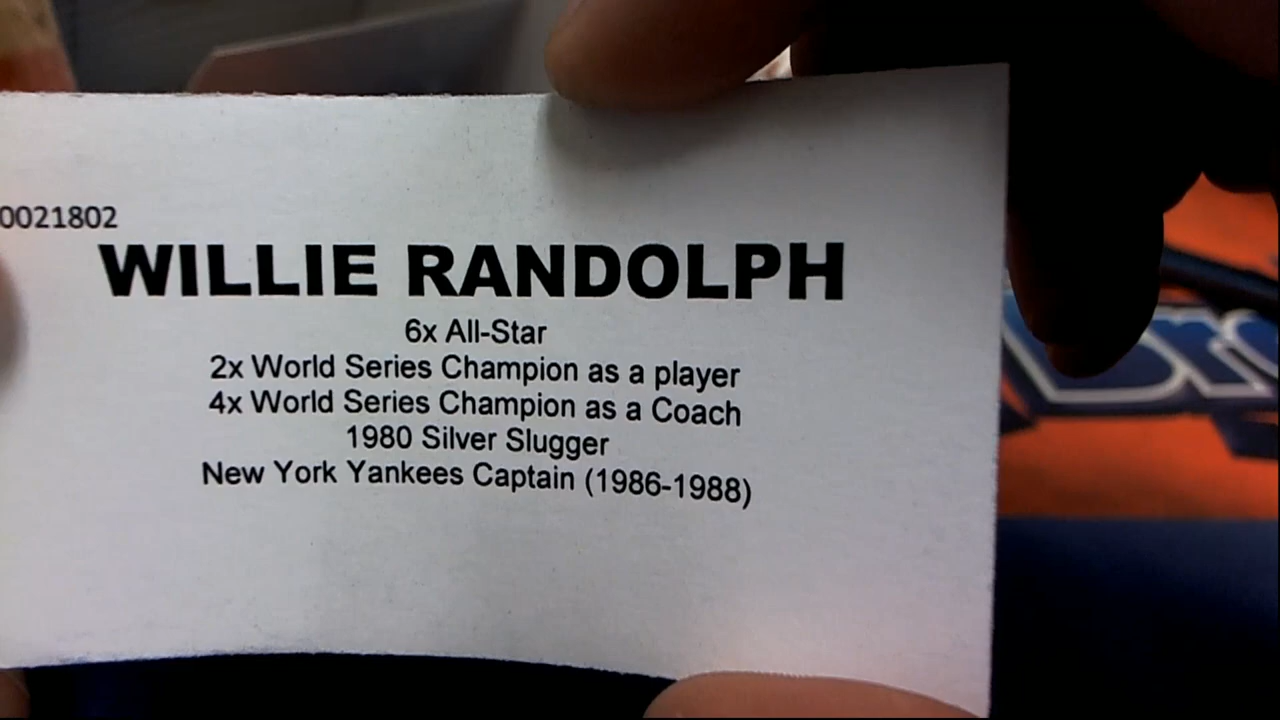 0021802
WILLIE RANDOLPH
6x All-Star
2x World Series Champion as a player
4x World Series Champion as a Coach
1980 Silver Slugger
New York Yankees Captain (1986-1988)